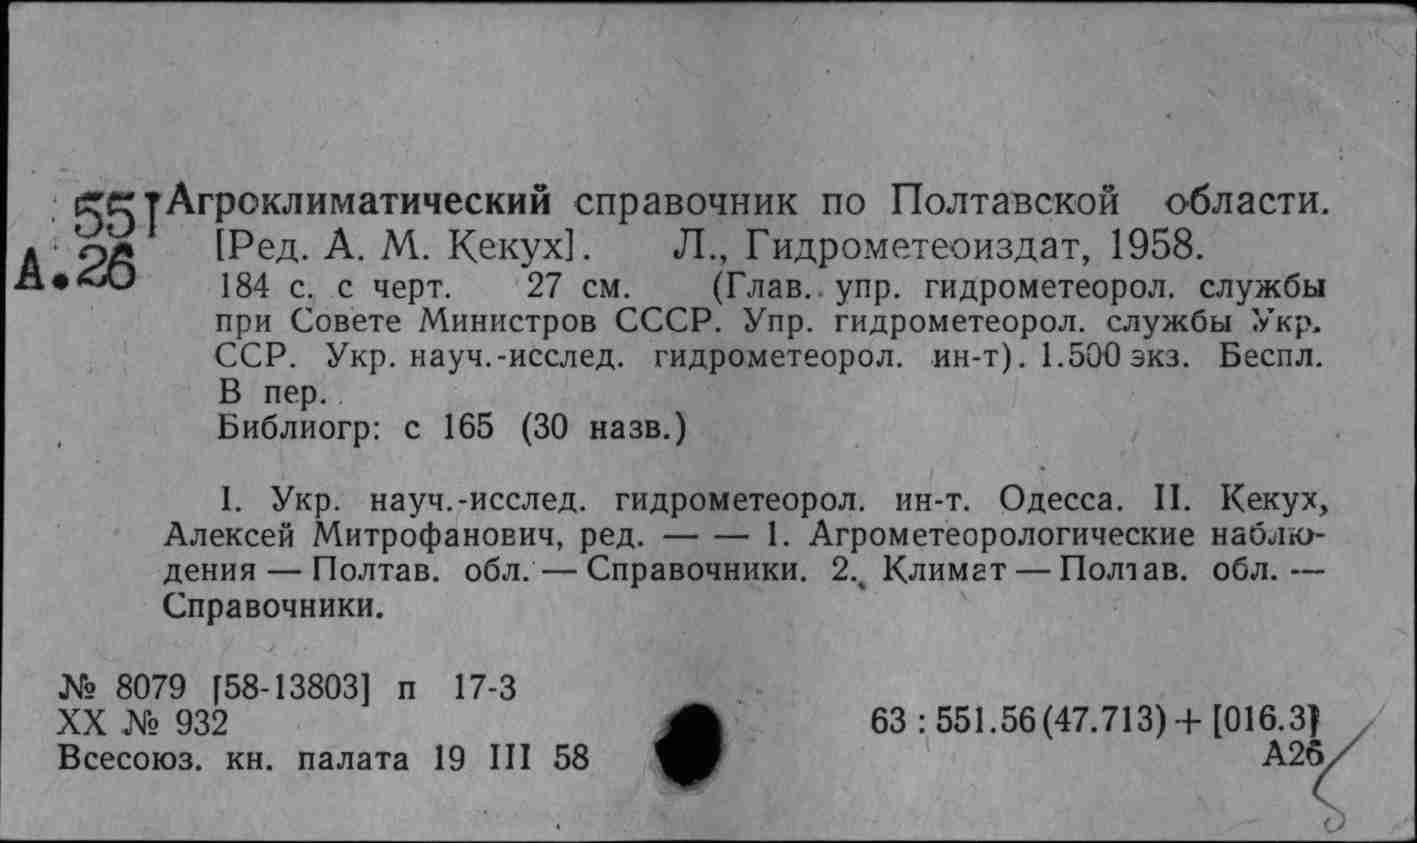 551 Агроклиматический справочник по Полтавской области.
А.26 [Ред. А. М. Кекух]. Л., Гидрометеоиздат, 1958.
184 с. с черт. 27 см. (Глав. упр. гидрометеорол. службы
при Совете Министров СССР. Упр. гидрометеорол. службы Укр.
ССР. Укр. науч.-исслед. гидрометеорол. ин-т). 1.500 экз. Беспл.
В пер.
Библиогр: с 165 (30 назв.)
I. Укр. науч.-исслед. гидрометеорол. ин-т. Одесса. II. Кекух,
Алексей Митрофанович, ред. — — 1. Агрометеорологические наблю-
дения — Полтав. обл. — Справочники. 2. Климат — Полтав. обл. —
Справочники.
№ 8079 [58-13803] п 17-3
XX № 932
63 : 551.56(47.713) + [016.3]
Всесоюз. кн. палата 19 III 58
А26